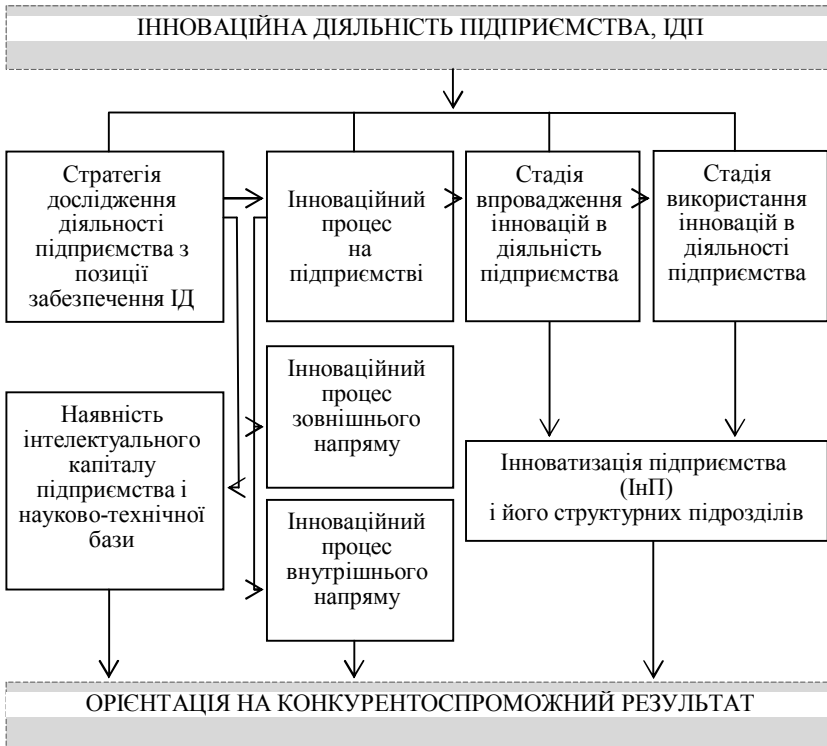 ІННОВАЦІЙНА ДІЯЛЬНІСТЬ ПІДПРИЄМСТВА, ІДП
Стратегія
дослідження
діяльності
підприємства з
позиції
забезпечення ІД
Інноваційний
процес
на
підприємстві
Стадія
впровадження
інновацій в
діяльність
підприємства
Стадія
використання
інновацій в
діяльності
підприємства
Наявність
інтелектуального
капіталу
підприємства і
науково-технічної
бази
Інноваційний
процес
зовнішнього
напряму
Інноваційний
процес
внутрішнього
напряму
Інноватизація підприємства
(ІнП)
і його структурних підрозділів
ОРІЄНТАЦІЯ НА КОНКУРЕНТОСПРОМОЖНИЙ РЕЗУЛЬТАТ